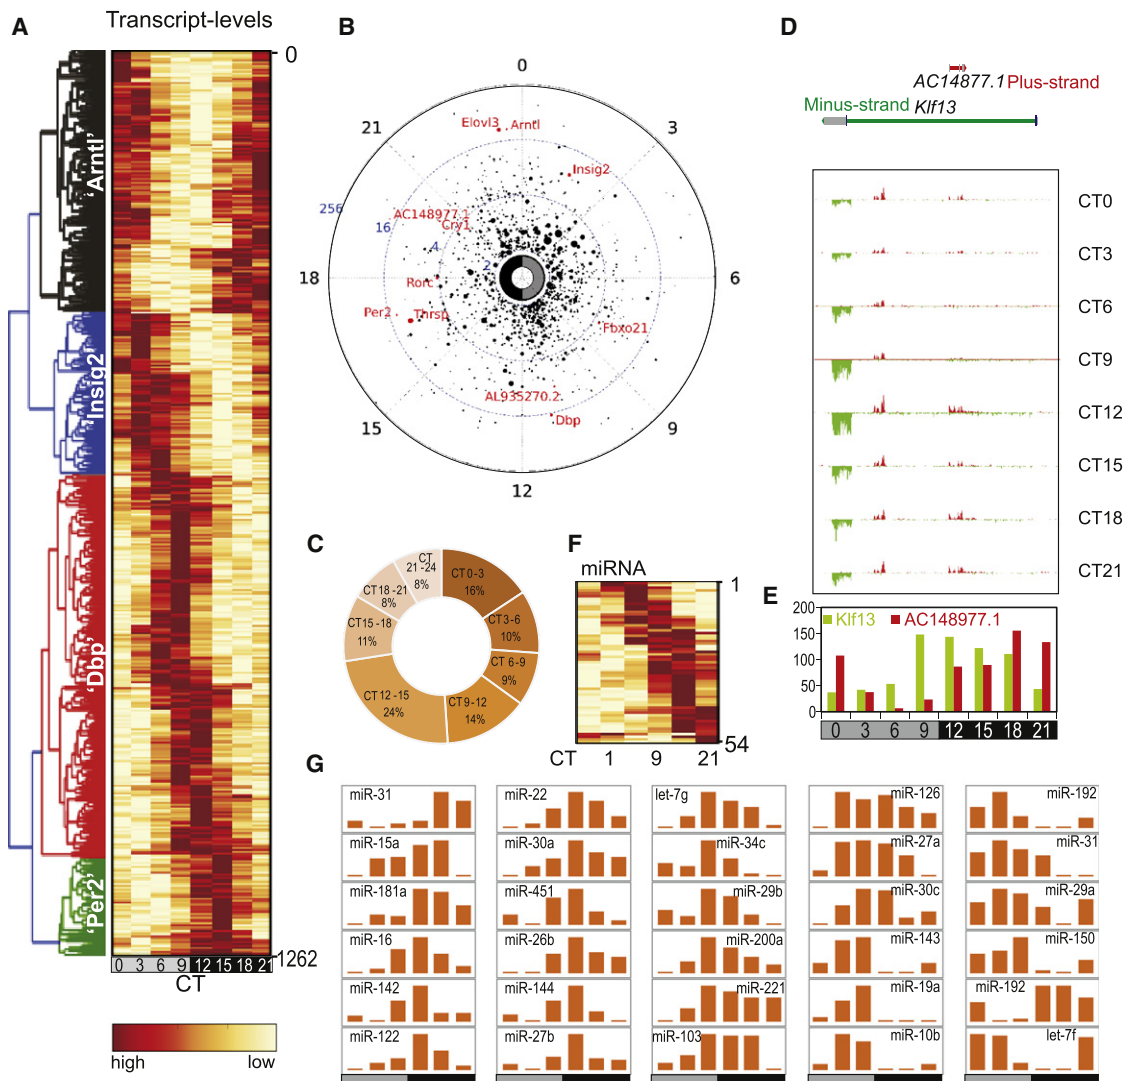 A
Transcript-levels
0
'Arntl'
'Insig2'
'Dbp'
'Per2'
1262
0 3 6 9 12 15 18 21
CT
high low
B
0
3
6
9
12
15
18
21
256
16
4
2
Elovl3
Arntl
Insig2
AC148977.1
Cry1
Rorc
Per2
Thrsp
Fbxo21
AL935270.2
Dbp
C
CT 0-3
16%
CT3-6
10%
CT 6-9
9%
CT9-12
14%
CT12-15
24%
CT15-18
11%
CT18-21
8%
CT
21-24
8%
F
miRNA
1
54
CT 1 9 21
D
AC14877.1 Plus-strand
Minus-strand Klf13
CT0
CT3
CT6
CT9
CT12
CT15
CT18
CT21
E
200
150
100
50
0
Klf13 AC148977.1
0 3 6 9 12 15 18 21
G
miR-31 miR-22 let-7g miR-126 miR-192
miR-15a miR-30a miR-34c miR-27a miR-31
miR-181a miR-451 miR-29b miR-30c miR-29a
miR-16 miR-26b miR-200a miR-143 miR-150
miR-142 miR-144 miR-221 miR-19a miR-192
miR-122 miR-27b miR-103 miR-10b let-7f